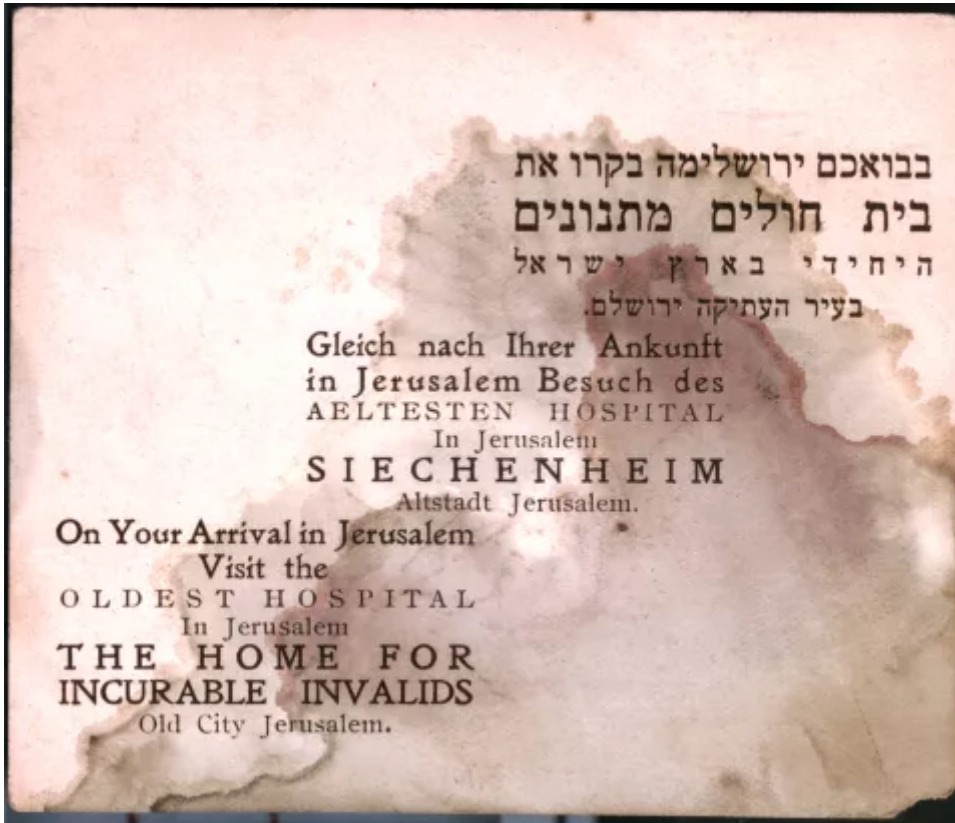 בבואכם ירושלימה בקרו את
בית חולים מתנונים
היחידי בארץ ישראל
בעיר העתיקה ירושלם.
Gleich nach Ihrer Ankunft
in Jerusalem Besuch des
AELTESTEN HOSPITAL
In Jerusalem
SIECHENHEIM
Altstadt Jerusalem.
On Your Arrival in Jerusalem
Visit the
OLDEST HOSPITAL
In Jerusalem
THE HOME FOR
INCURABLE INVALIDS
Old City Jerusalem.